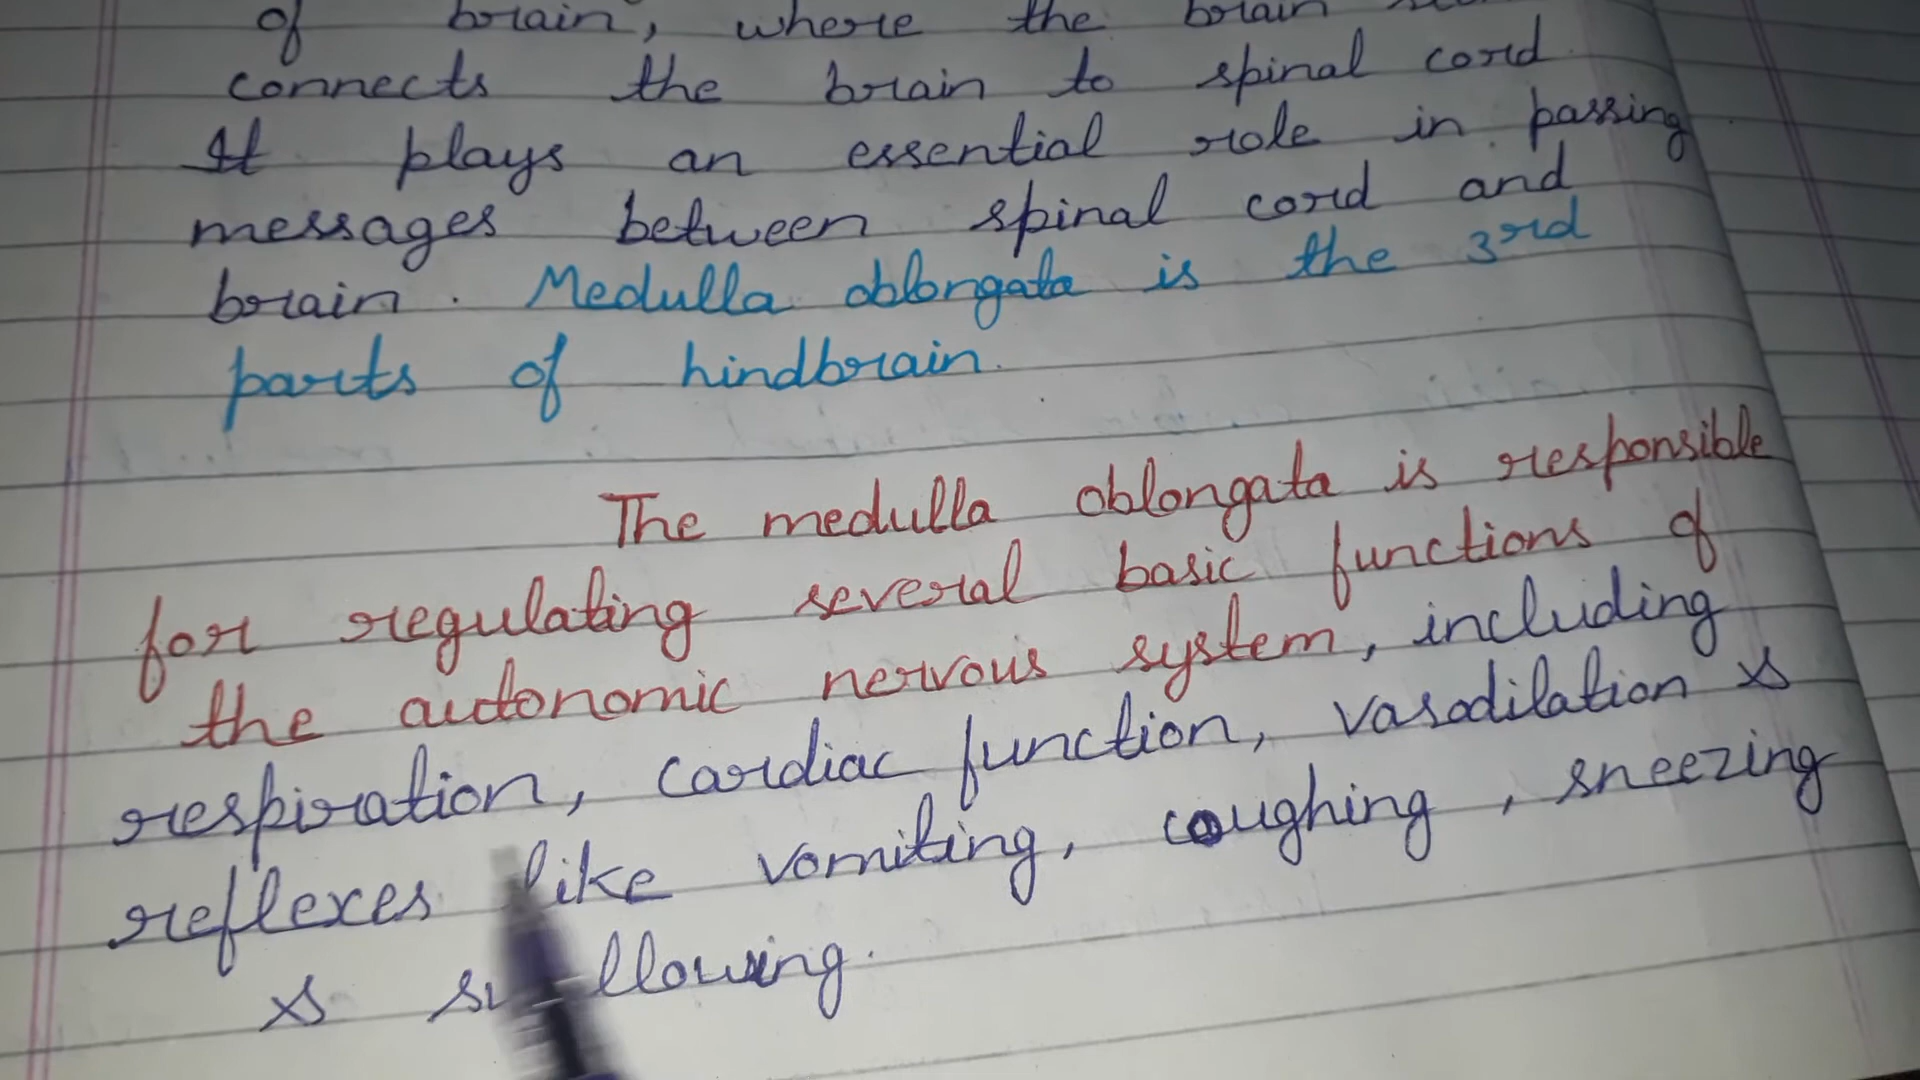 of brain, where the brain
connects the brain to spinal cord
It plays an essential role in passing
messages between spinal cord and
brain. Medulla oblongata is the 3rd
parts of hindbrain.
The medulla oblongata is responsible
for regulating several basic functions of
the autonomic nervous system, including
respiration, cardiac function, vasodilation &
reflexes like vomiting, coughing, sneezing
&